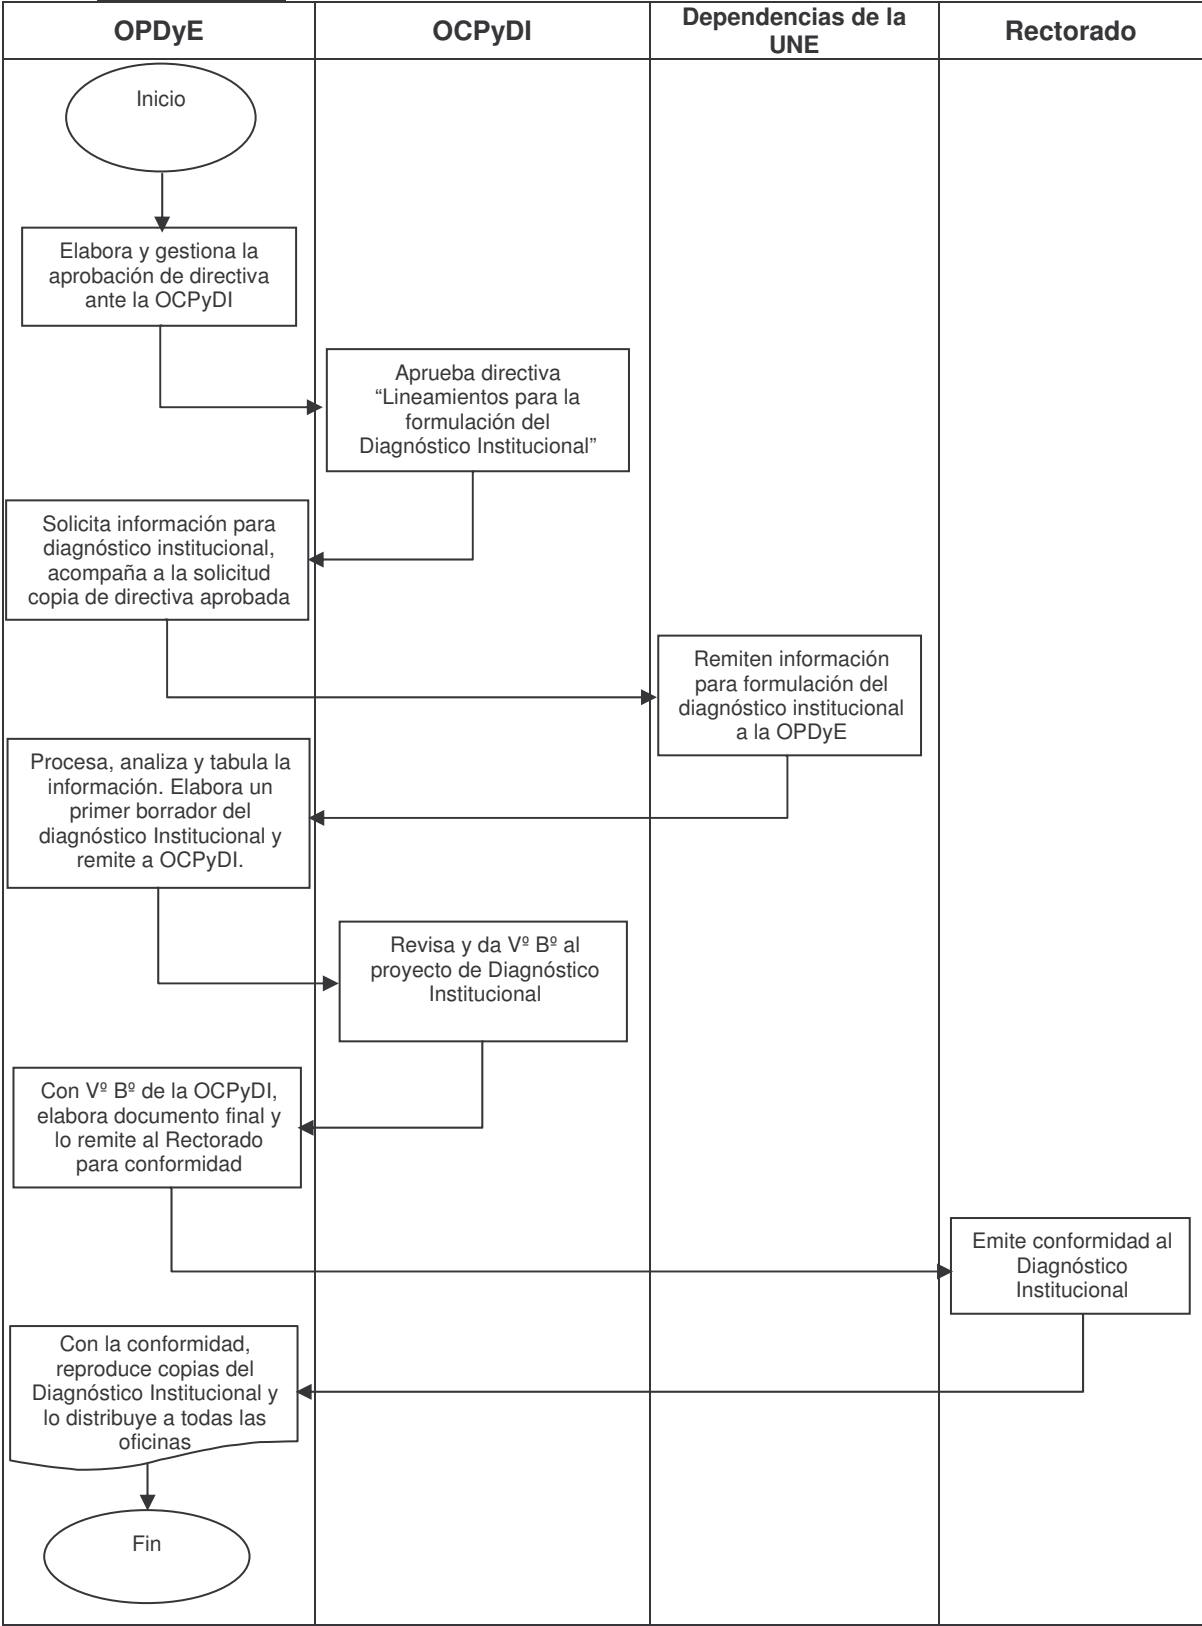 OPDyE
OCPyDI
Dependencias de la
UNE
Rectorado
Inicio
Elabora y gestiona la
aprobación de directiva
ante la OCPyDI
Aprueba directiva
“Lineamientos para la
formulación del
Diagnóstico Institucional”
Solicita información para
diagnóstico institucional,
acompaña a la solicitud
copia de directiva aprobada
Remiten información
para formulación del
diagnóstico institucional
a la OPDyE
Procesa, analiza y tabula la
información. Elabora un
primer borrador del
diagnóstico Institucional y
remite a OCPyDI.
Revisa y da Vº Bº al
proyecto de Diagnóstico
Institucional
Con Vº Bº de la OCPyDI,
elabora documento final y
lo remite al Rectorado
para conformidad
Emite conformidad al
Diagnóstico
Institucional
Con la conformidad,
reproduce copias del
Diagnóstico Institucional y
lo distribuye a todas las
oficinas
Fin